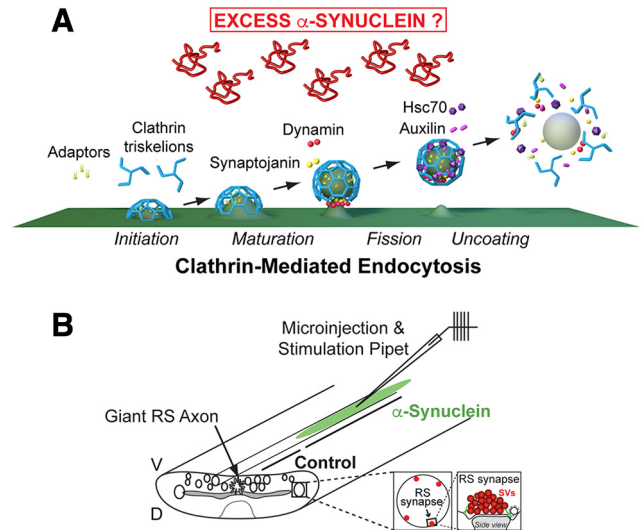 A
EXCESS α-SYNUCLEIN ?
Adaptors
Clathrin
triskelions
Synaptojanin
Dynamin
Hsc70
Auxilin
Initiation
Maturation
Fission
Uncoating
Clathrin-Mediated Endocytosis
B
Microinjection &
Stimulation Pipet
α-Synuclein
Giant RS Axon
Control
V
D
RS
synapse
RS synapse
SVs
Side view